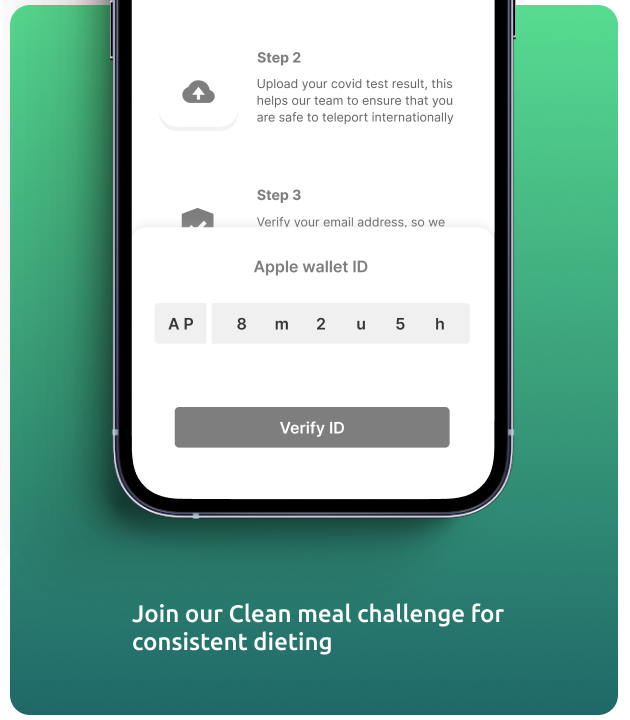 Step 2
Upload your covid test result, this
helps our team to ensure that you
are safe to teleport internationally
Step 3
Verify your email address, so we
Apple wallet ID
A P 8 m 2 u 5 h
Verify ID
Join our Clean meal challenge for
consistent dieting